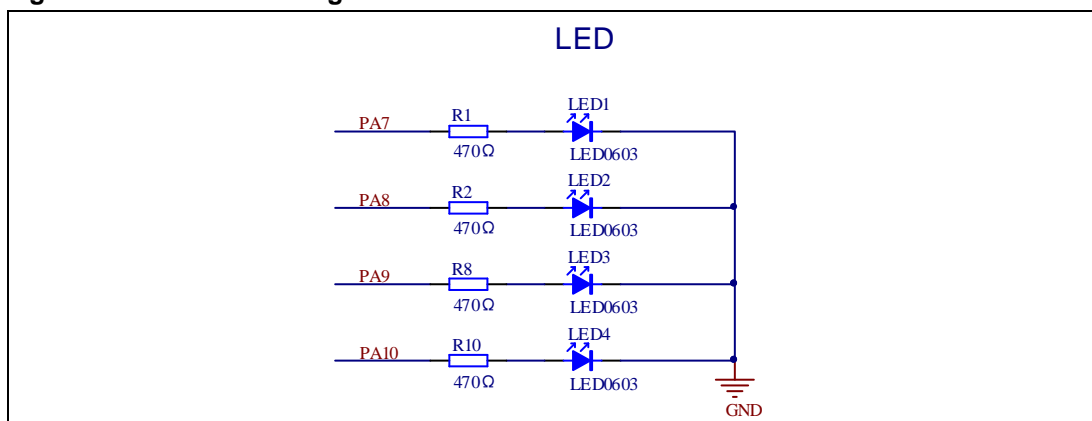 LED
LED1
PA7
R1
470Ω
LED0603
LED2
PA8
R2
470Ω
LED0603
LED3
PA9
R8
470Ω
LED0603
LED4
PA10
R10
470Ω
LED0603
GND